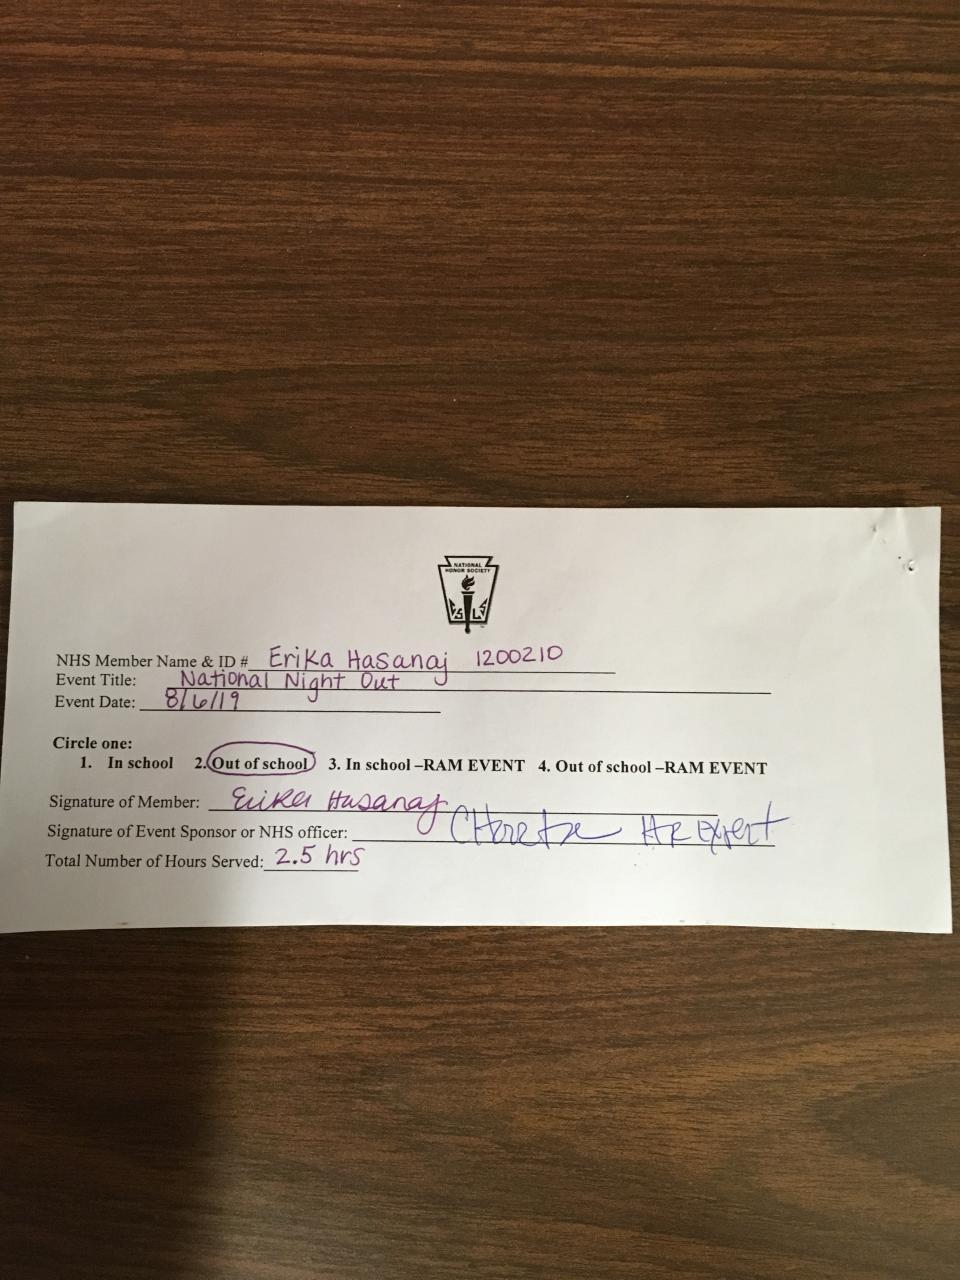 NATIONAL
HONOR SOCIETY
NHS Member Name & ID # Erika Hasanaj 1200210
Event Title: National Night Out
Event Date: 8/6/19
Circle one:
1. In school 2. Out of school 3. In school –RAM EVENT 4. Out of school –RAM EVENT
Signature of Member: Erika Hasanaj
Signature of Event Sponsor or NHS officer:
Total Number of Hours Served: 2.5 hrs